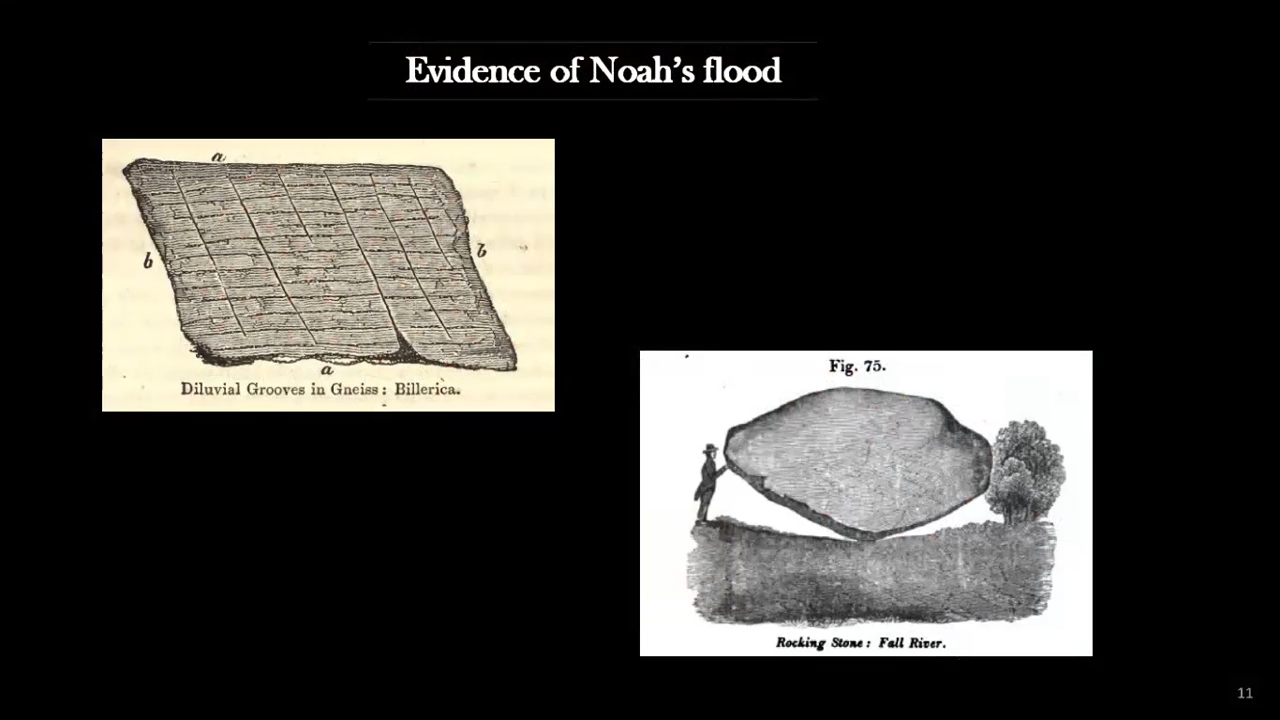 Evidence of Noah’s flood
a
b
b
a
Diluvial Grooves in Gneiss: Billerica.
Fig. 75.
Rocking Stone: Fall River.
11